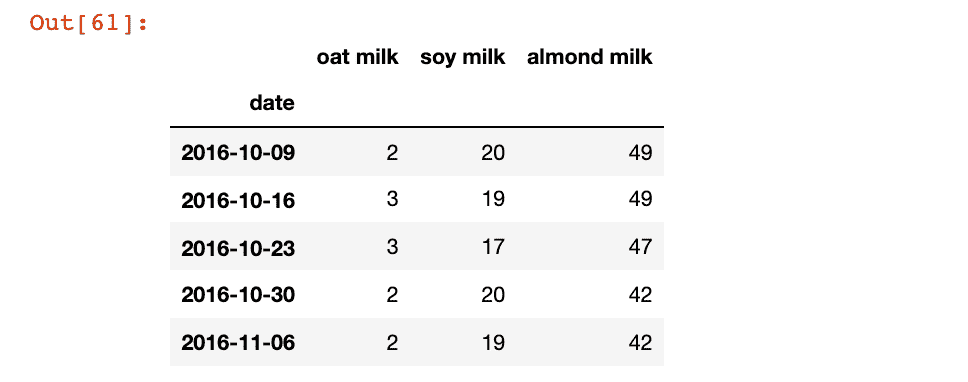 Out[61]:
oat milk soy milk almond milk
date
2016-10-09 2 20 49
2016-10-16 3 19 49
2016-10-23 3 17 47
2016-10-30 2 20 42
2016-11-06 2 19 42